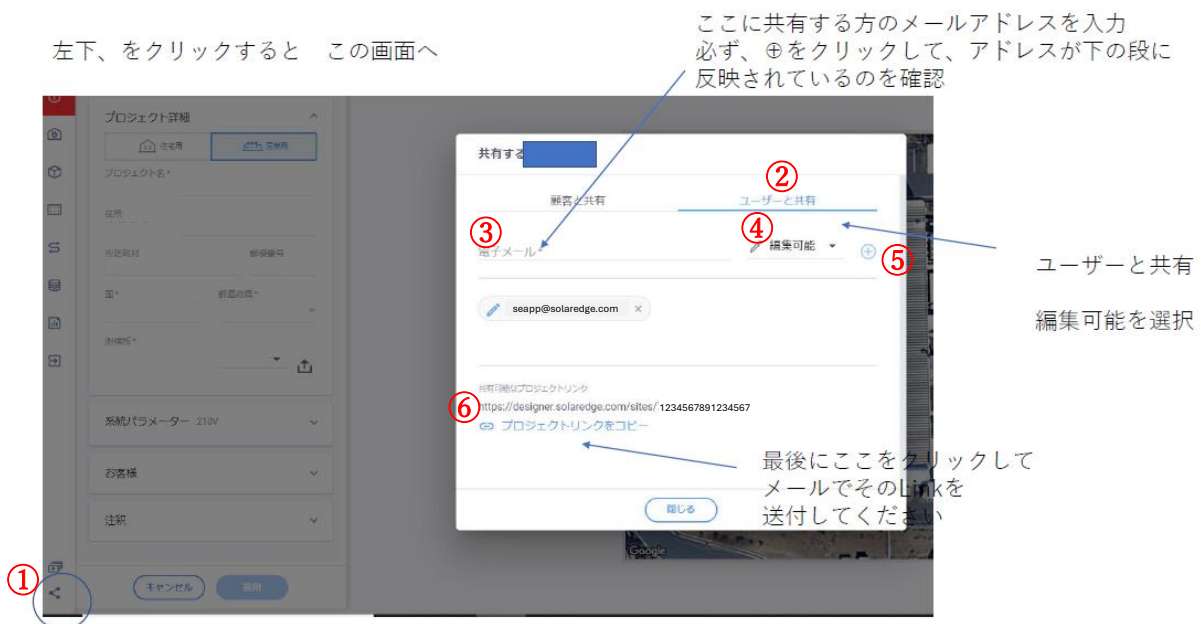 左下、をクリックすると　この画面へ
ここに共有する方のメールアドレスを入力
必ず、⊕をクリックして、アドレスが下の段に
反映されているのを確認
プロジェクト詳細
住宅用
プロジェクト名*
住所
市区町村
郵便番号
国*
都道府県*
系統パラメーター 210V
お客様
注釈
キャンセル
適用
①
共有する
顧客と共有
②
ユーザーと共有
③
電子メール*
④
編集可能
⑤
seapp@solaredge.com ×
共有可能なプロジェクトリンク
⑥
https://designer.solaredge.com/sites/1234567891234567
プロジェクトリンクをコピー
閉じる
ユーザーと共有
編集可能を選択
最後にここをクリックして
メールでそのLinkを
送付してください
Google